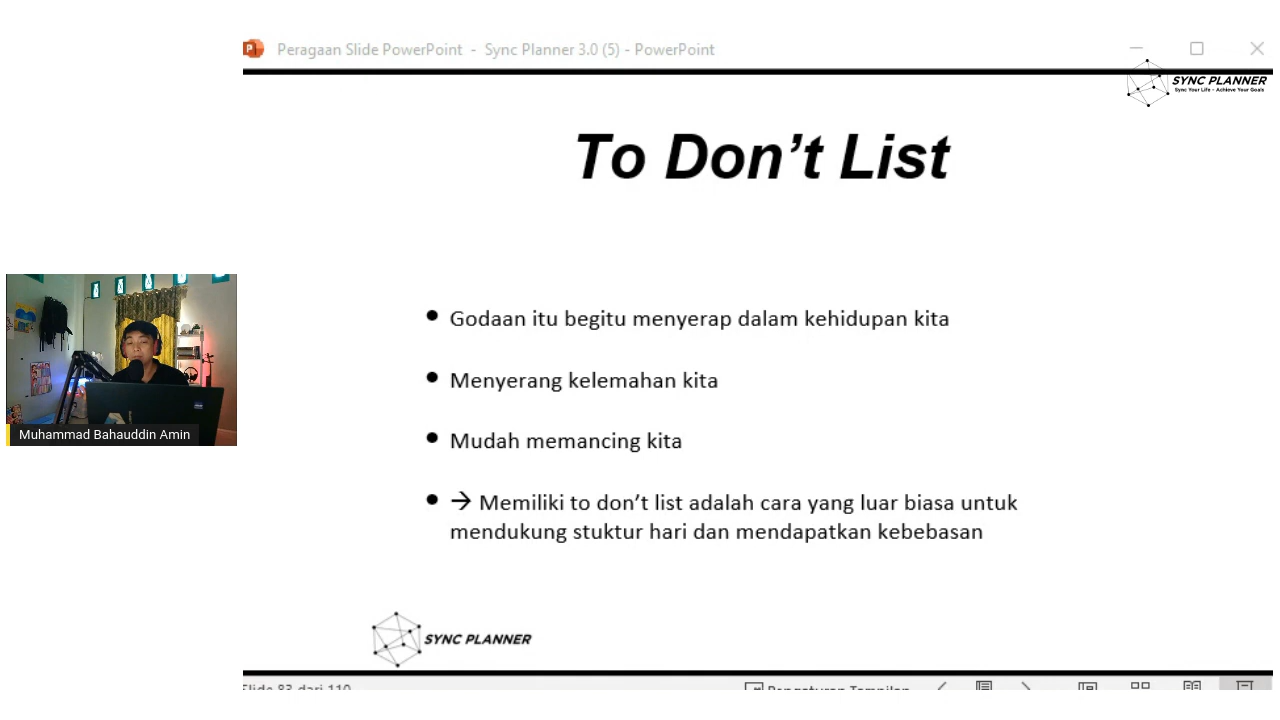 Peragaan Slide PowerPoint - Sync Planner 3.0 (5) - PowerPoint
SYNC PLANNER
Sync Your Life - Achieve Your Goals
To Don’t List
• Godaan itu begitu menyerap dalam kehidupan kita
• Menyerang kelemahan kita
• Mudah memancing kita
• → Memiliki to don’t list adalah cara yang luar biasa untuk
mendukung stuktur hari dan mendapatkan kebebasan
Muhammad Bahauddin Amin
SYNC PLANNER
Slide 83 dari 110
Pengaturan Tampilan